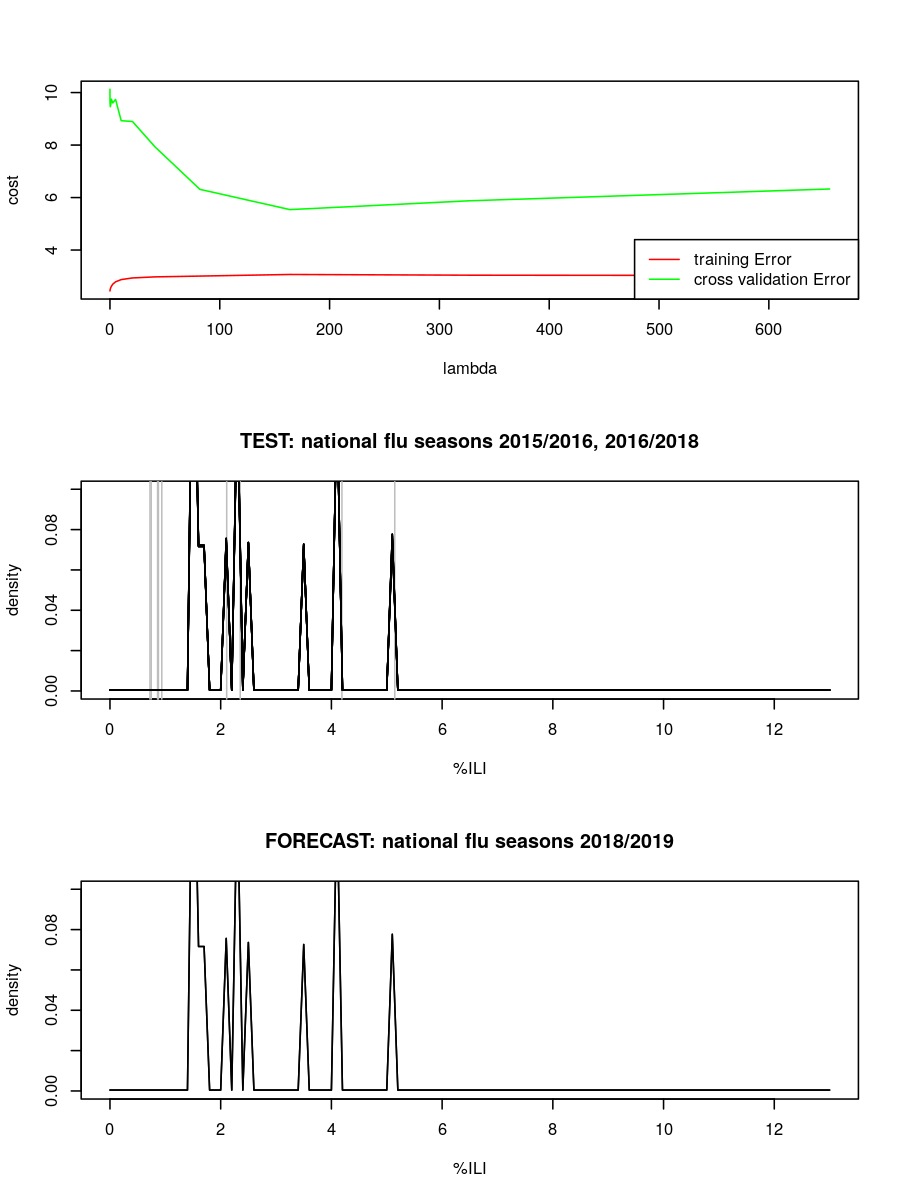 10
8
6
4
cost
training Error
cross validation Error
0 100 200 300 400 500 600
lambda
TEST: national flu seasons 2015/2016, 2016/2018
0.08
0.04
0.00
density
0 2 4 6 8 10 12
%ILI
FORECAST: national flu seasons 2018/2019
0.08
0.04
0.00
density
0 2 4 6 8 10 12
%ILI